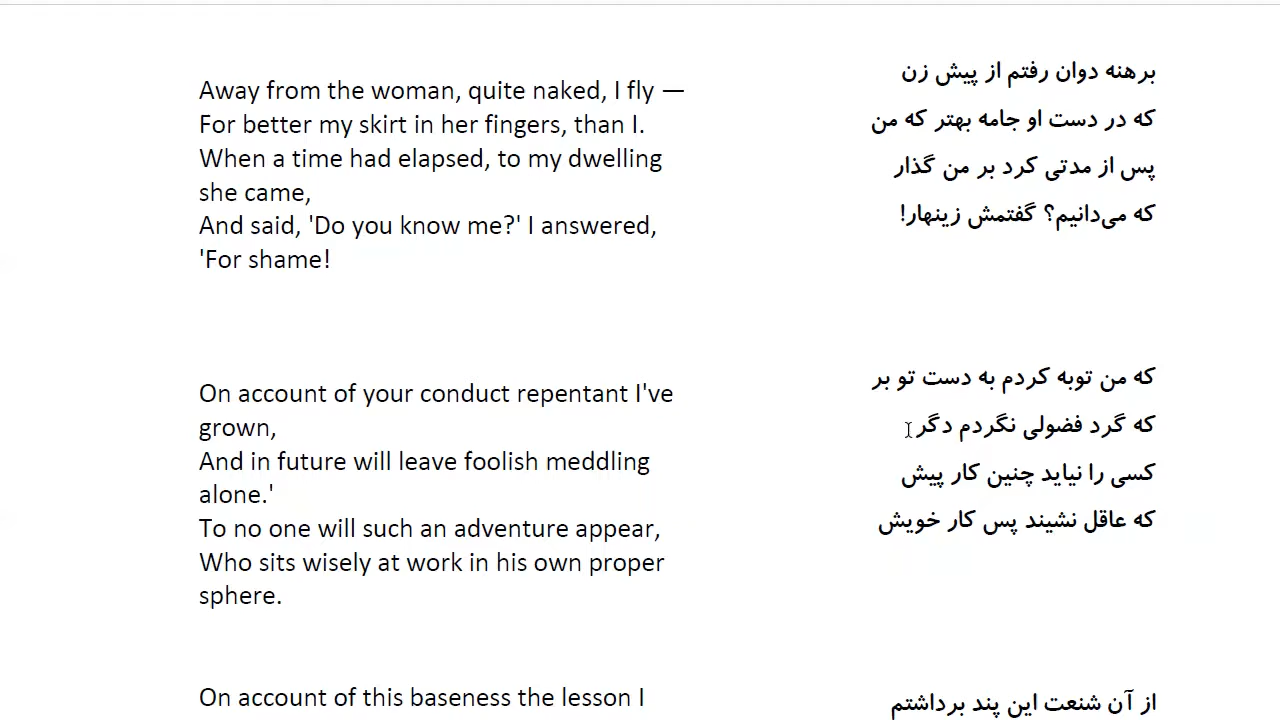 Away from the woman, quite naked, I fly —
For better my skirt in her fingers, than I.
When a time had elapsed, to my dwelling
she came,
And said, 'Do you know me?' I answered,
'For shame!
برهنه دوان رفتم از پیش زن
که در دست او جامه بهتر که من
پس از مدتی کرد بر من گذار
که می‌دانیم؟ گفتمش زینهار!
On account of your conduct repentant I've
grown,
And in future will leave foolish meddling
alone.'
To no one will such an adventure appear,
Who sits wisely at work in his own proper
sphere.
که من توبه کردم به دست تو بر
که گرد فضولی نگردم دگر
کسی را نیاید چنین کار پیش
که عاقل نشیند پس کار خویش
On account of this baseness the lesson I
از آن شنعت این پند برداشتم